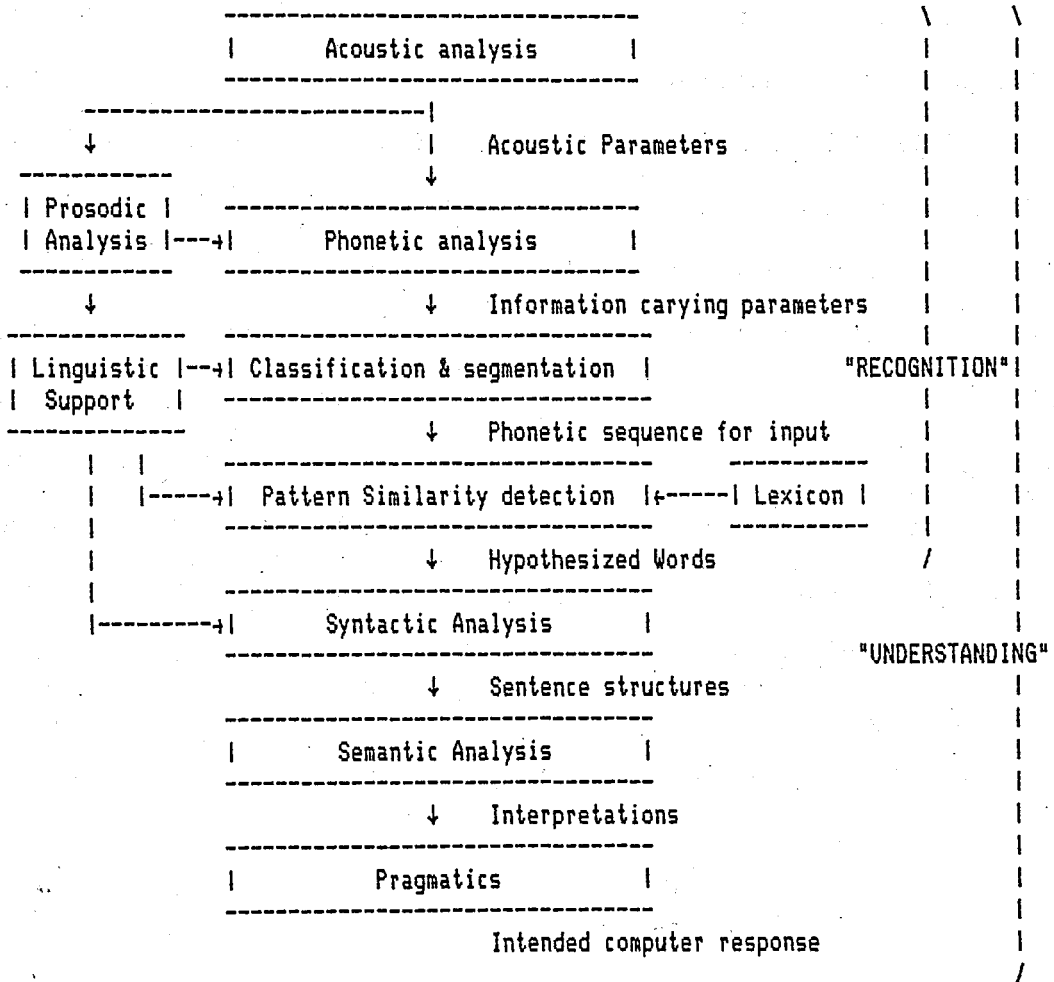 Acoustic analysis
Acoustic Parameters
Prosodic
Analysis
Phonetic analysis
Information carying parameters
Linguistic
Support
Classification & segmentation
"RECOGNITION"
Phonetic sequence for input
Pattern Similarity detection
Lexicon
Hypothesized Words
Syntactic Analysis
"UNDERSTANDING"
Sentence structures
Semantic Analysis
Interpretations
Pragmatics
Intended computer response